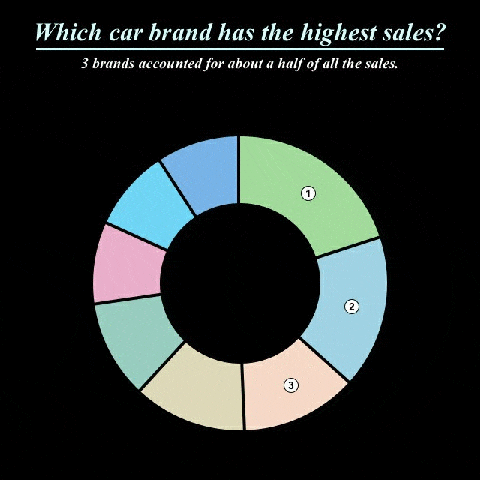 Which car brand has the highest sales?
3 brands accounted for about a half of all the sales.
1
2
3